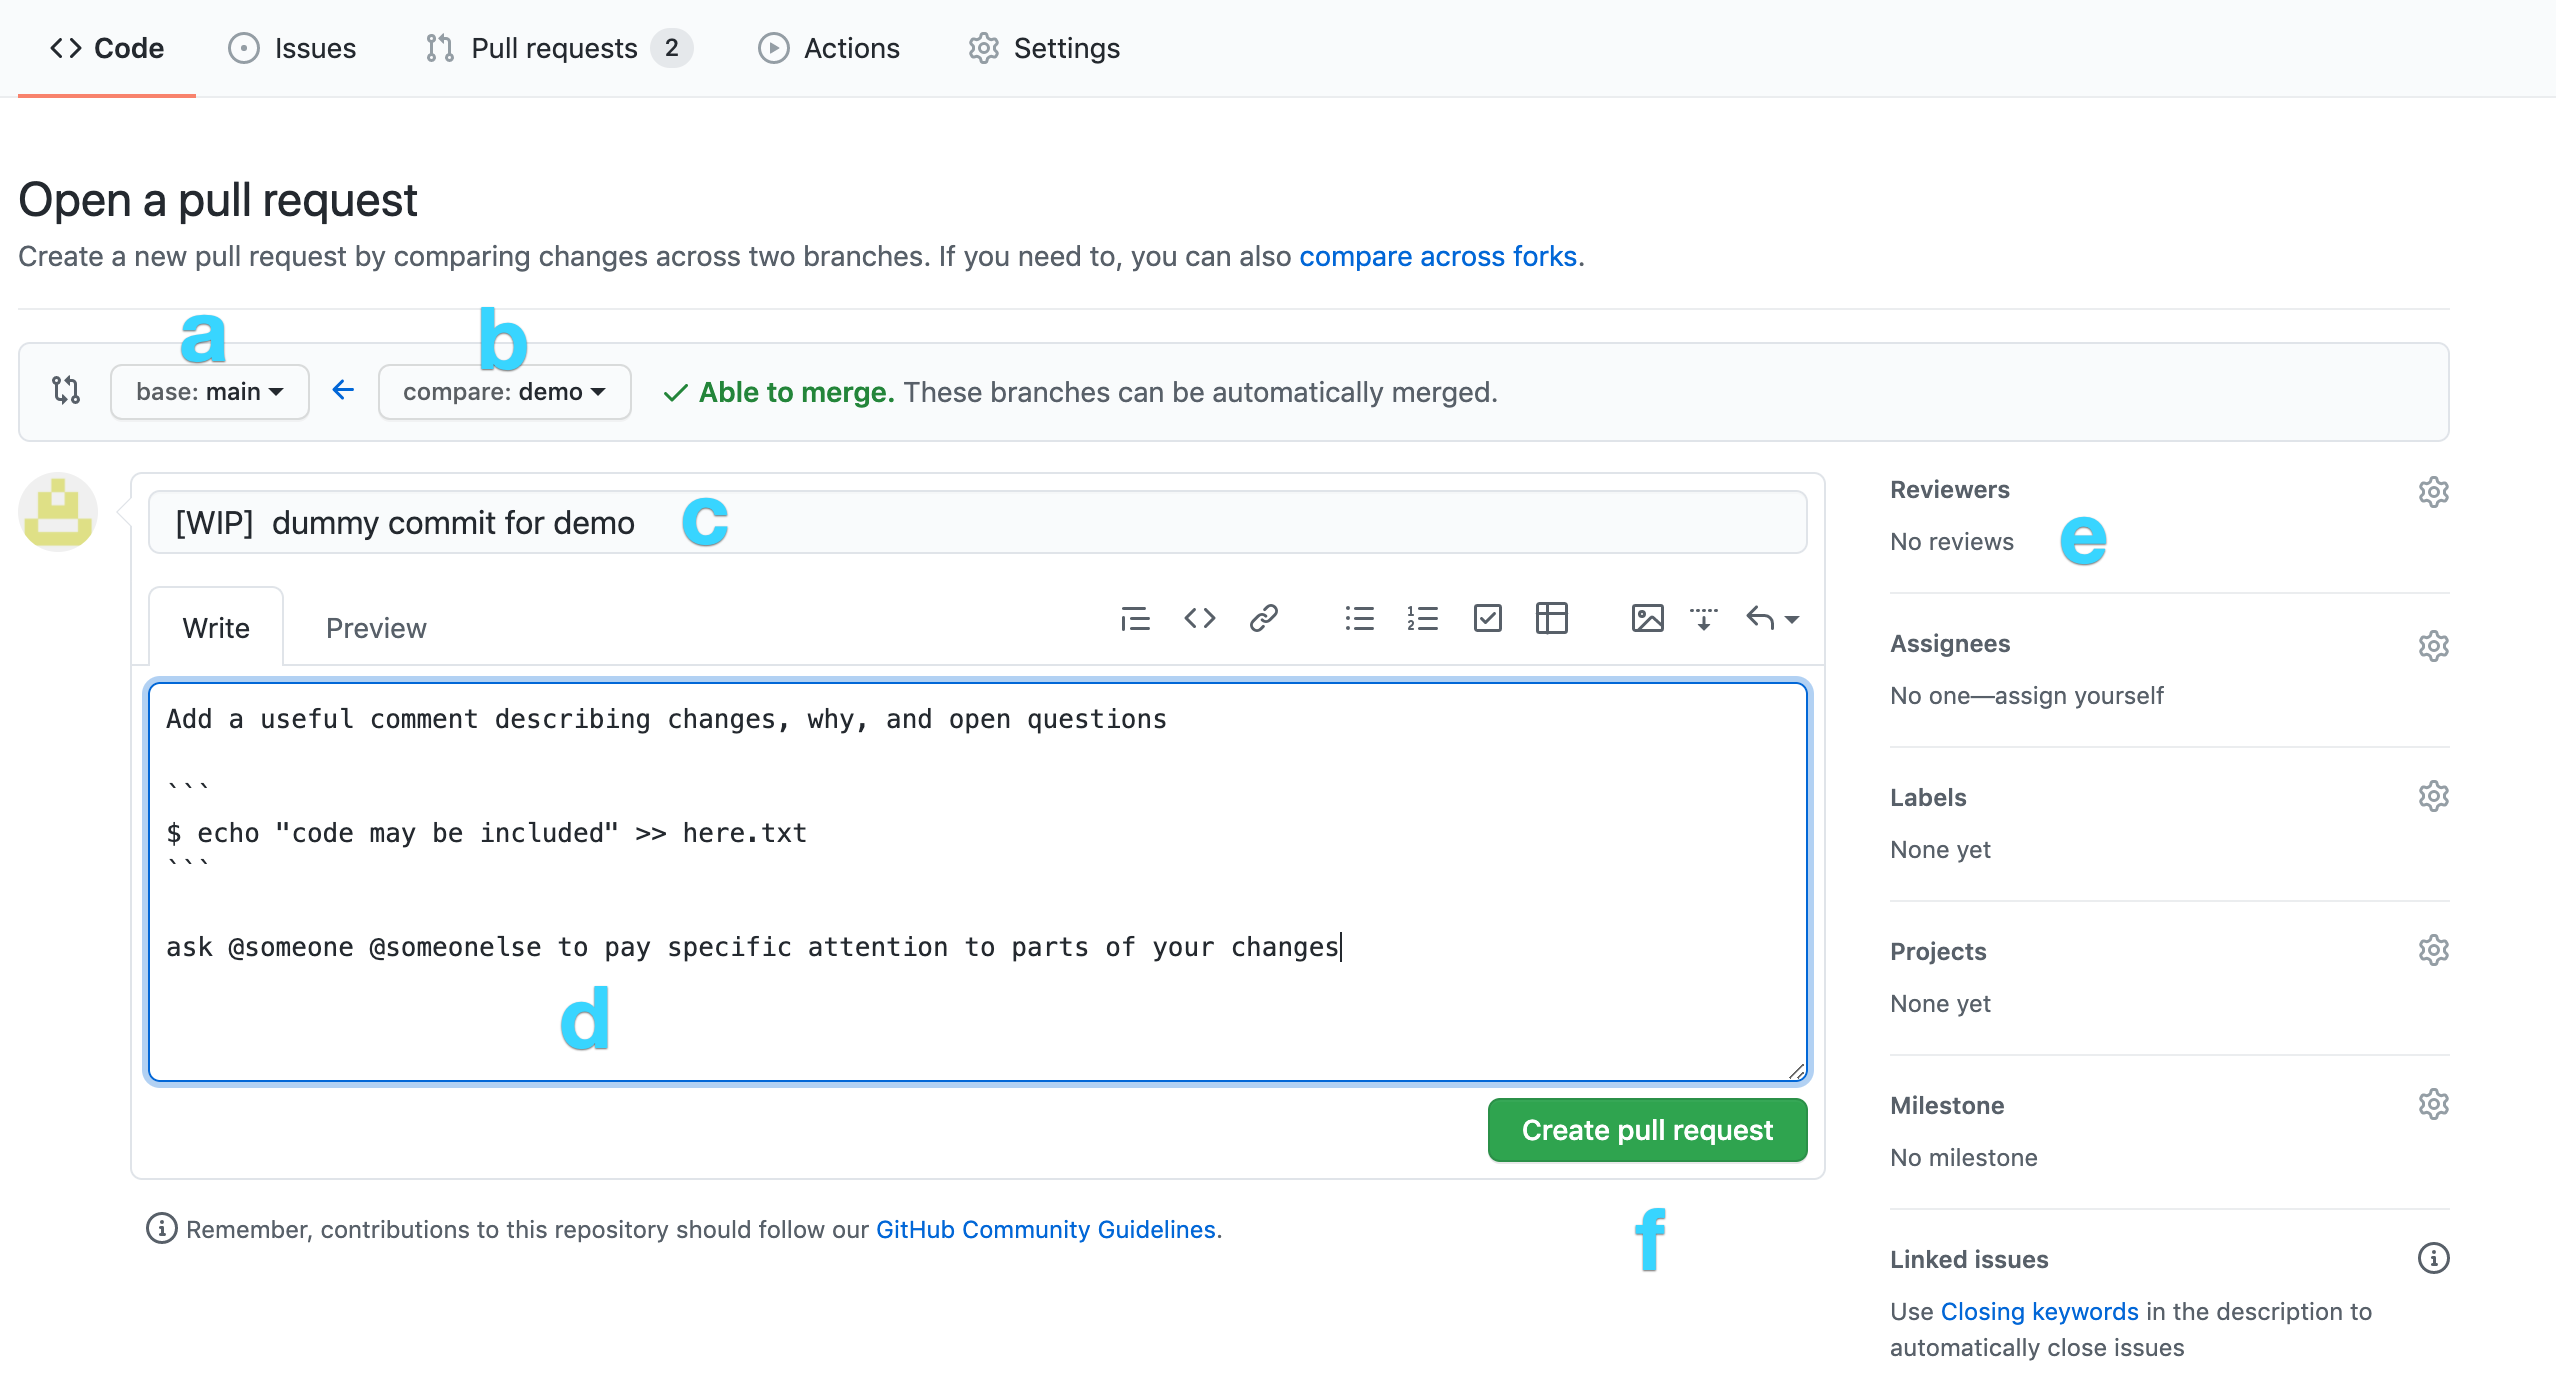 Code Issues Pull requests 2 Actions Settings
Open a pull request
Create a new pull request by comparing changes across two branches. If you need to, you can also compare across forks.
a b
base: main compare: demo Able to merge. These branches can be automatically merged.
[WIP]  dummy commit for demo c
Write Preview
Add a useful comment describing changes, why, and open questions
```
$ echo "code may be included" >> here.txt
```
ask @someone @someonelse to pay specific attention to parts of your changes
d
Create pull request
f
Remember, contributions to this repository should follow our GitHub Community Guidelines.
Reviewers
No reviews e
Assignees
No one—assign yourself
Labels
None yet
Projects
None yet
Milestone
No milestone
Linked issues
Use Closing keywords in the description to
automatically close issues